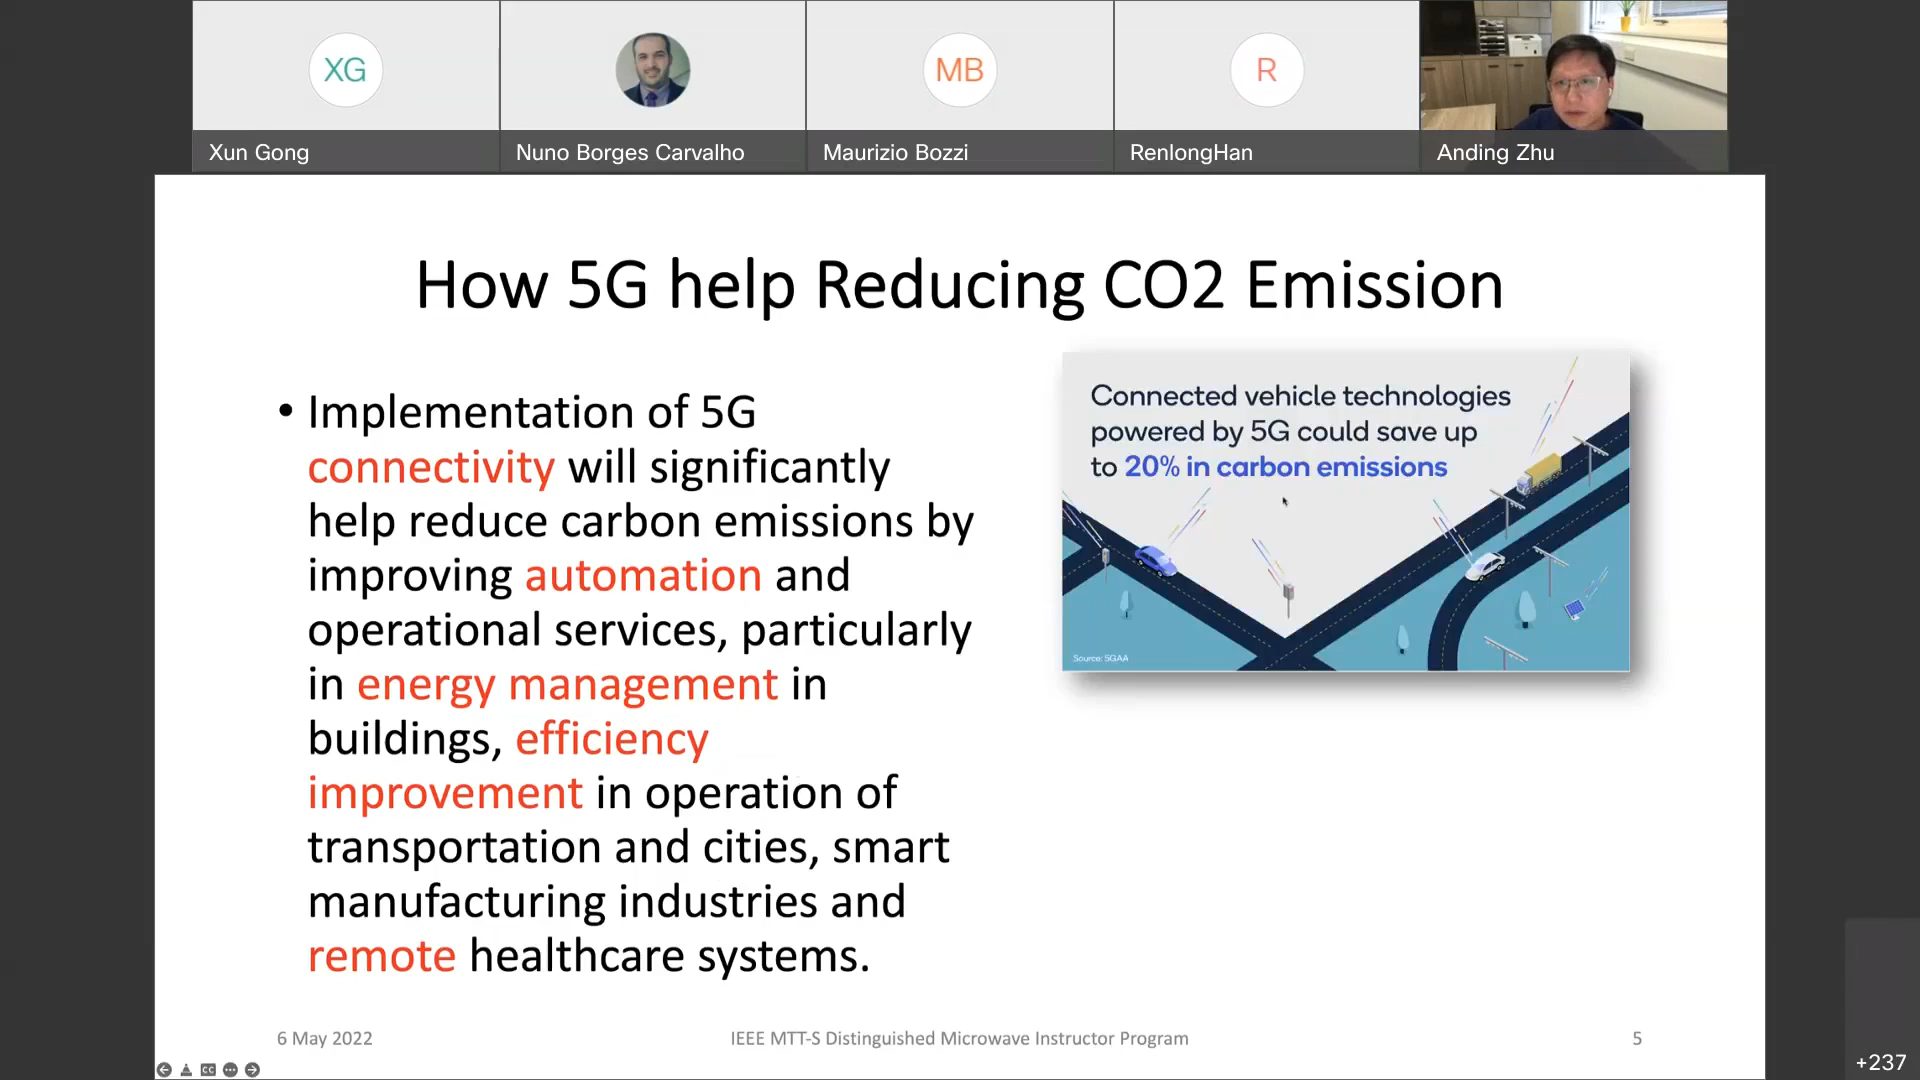 XG
MB
R
Xun Gong
Nuno Borges Carvalho
Maurizio Bozzi
RenlongHan
Anding Zhu
How 5G help Reducing CO2 Emission
• Implementation of 5G
connectivity will significantly
help reduce carbon emissions by
improving automation and
operational services, particularly
in energy management in
buildings, efficiency
improvement in operation of
transportation and cities, smart
manufacturing industries and
remote healthcare systems.
Connected vehicle technologies
powered by 5G could save up
to 20% in carbon emissions
Source: 5GAA
6 May 2022
IEEE MTT-S Distinguished Microwave Instructor Program
5
CC
+237